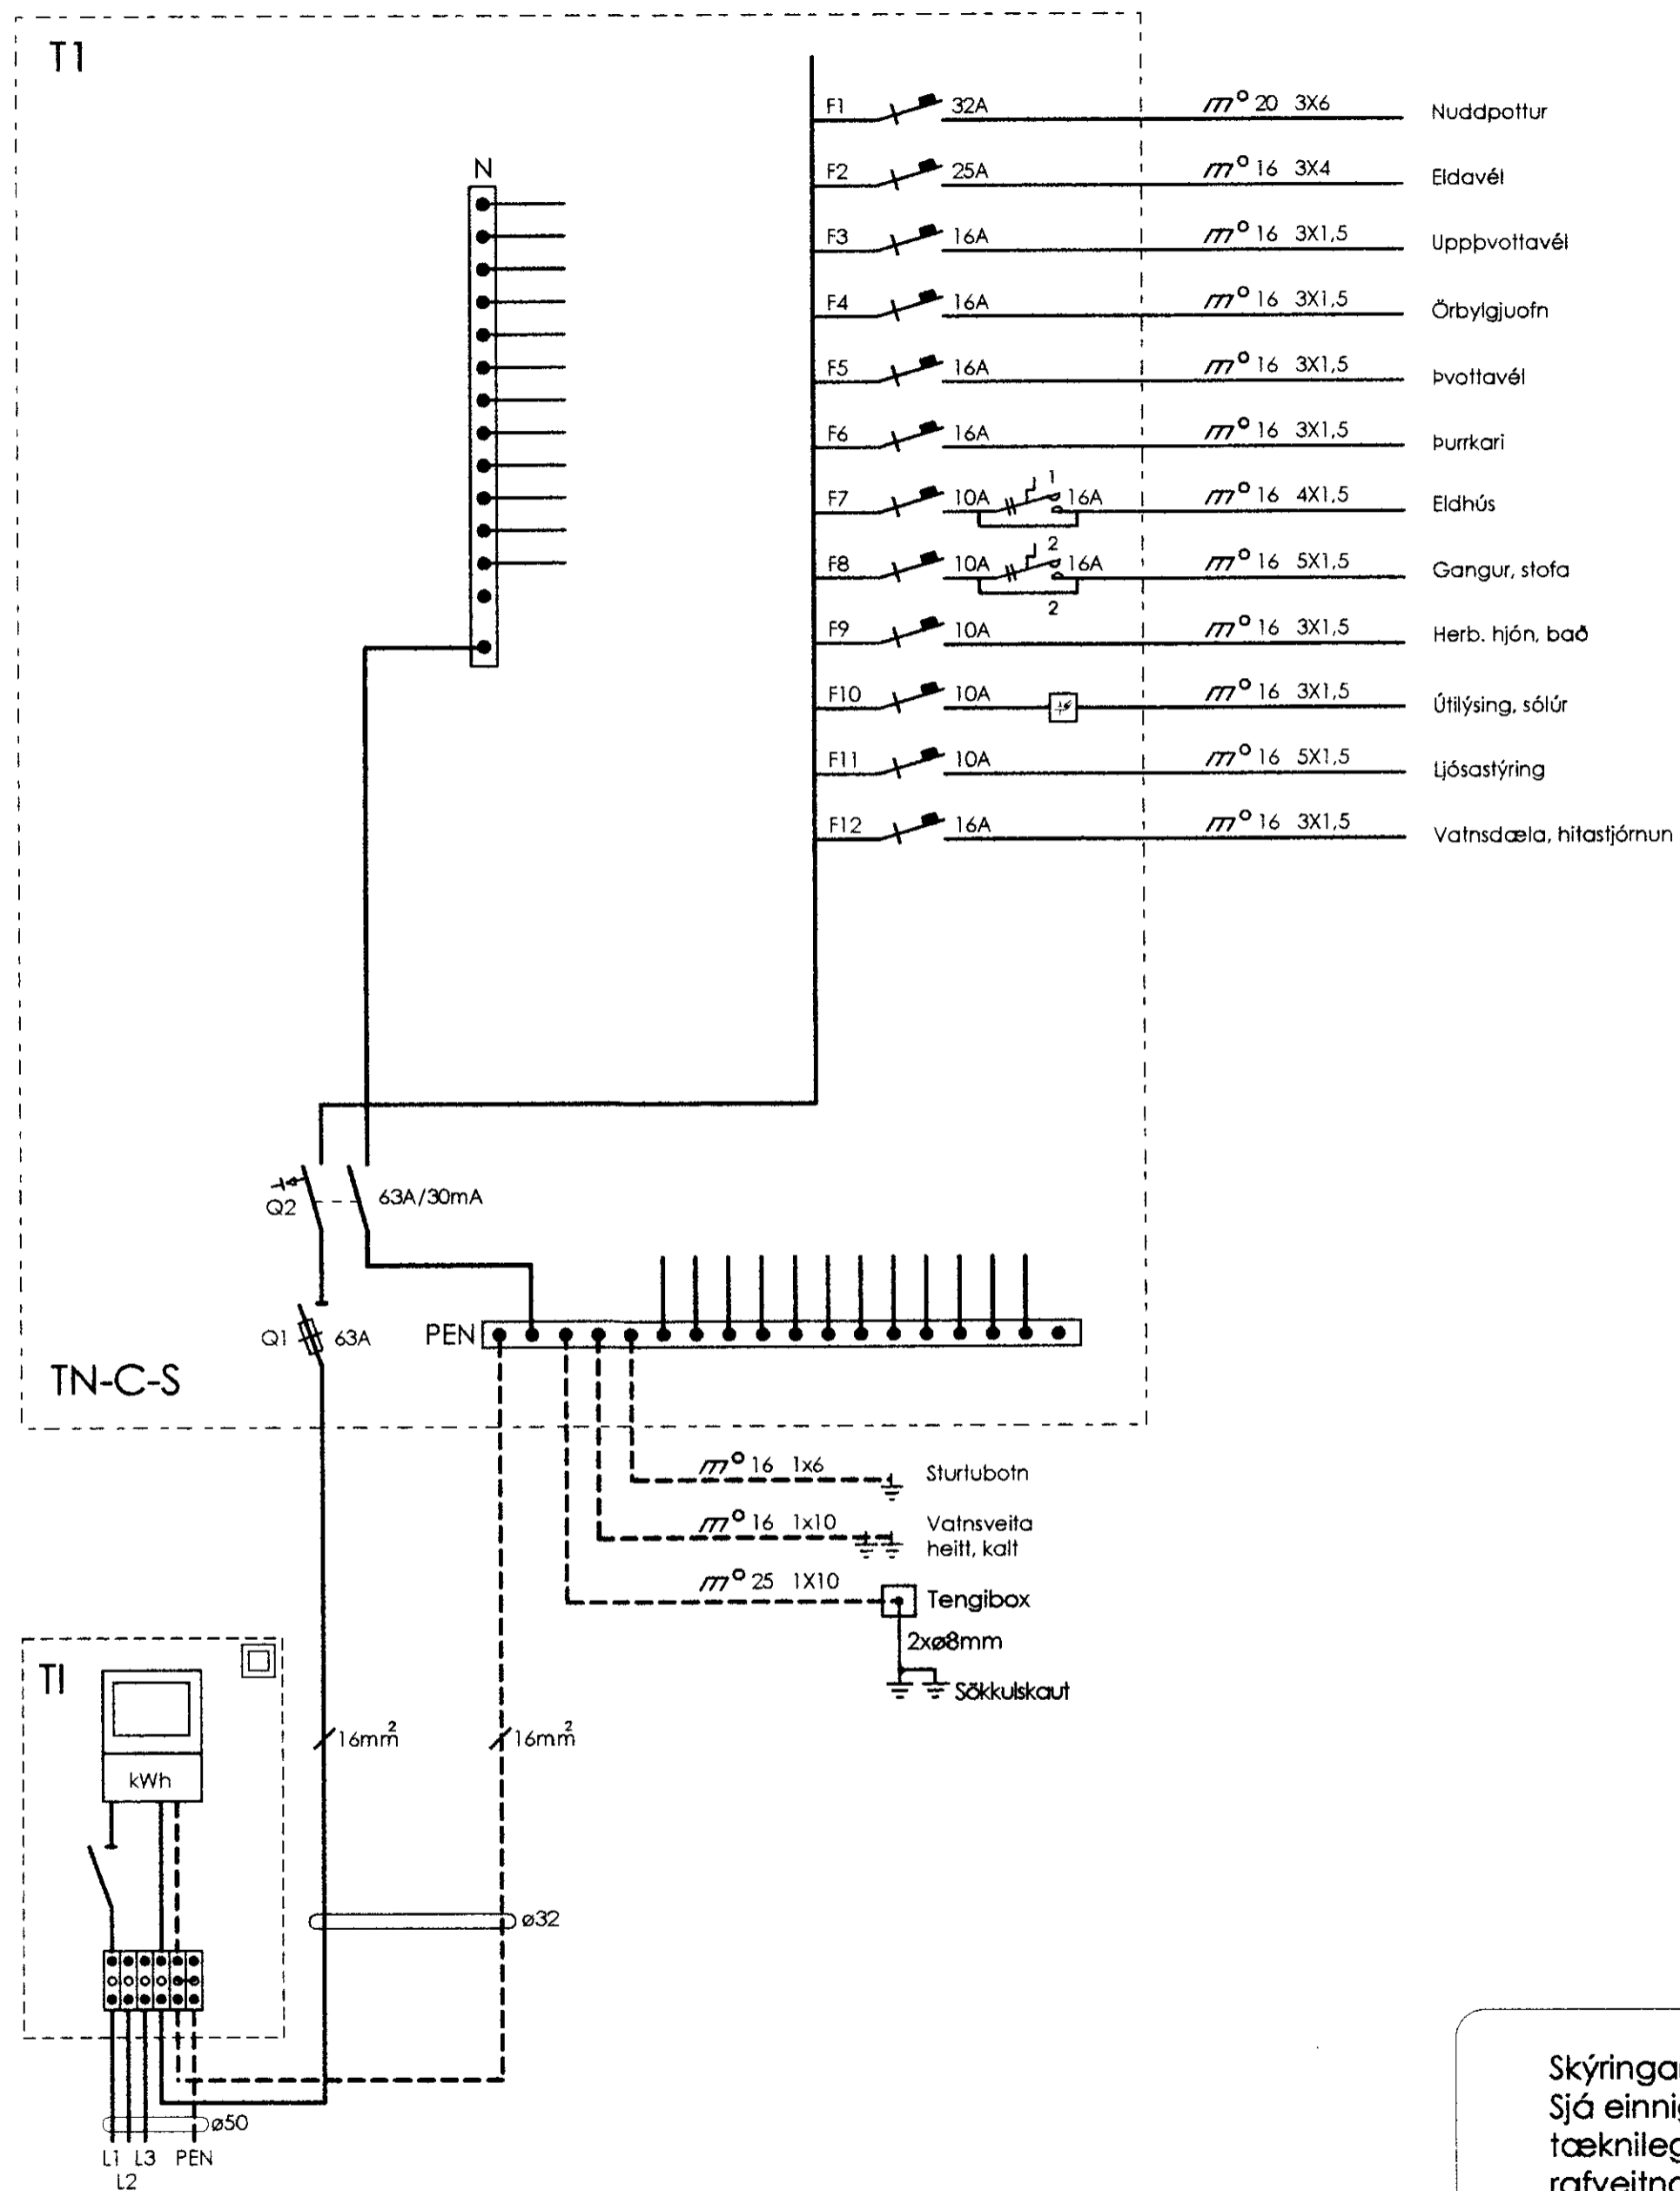 T1
N
F1 32A 20 3X6 Nuddpottur
F2 25A 16 3X4 Eldavél
F3 16A 16 3X1,5 Uppþvottavél
F4 16A 16 3X1,5 Örbylgjuofn
F5 16A 16 3X1,5 Þvottavél
F6 16A 16 3X1,5 Þurrkari
F7 10A 1 16A 16 4X1,5 Eldhús
F8 10A 2 16A 16 5X1,5 Gangur, stofa
2
F9 10A 16 3X1,5 Herb. hjón, bað
F10 10A 16 3X1,5 Útilýsing, sólúr
F11 10A 16 5X1,5 Ljósastýring
F12 16A 16 3X1,5 Vatnsdæla, hitastjórnun
Q2 63A/30mA
Q1 63A PEN
TN-C-S
16 1x6 Sturtubotn
16 1x10 Vatnsveita
heitt, kalt
25 1X10 Tengibox
2xø8mm
Sökkulskaut
TI
16mm² 16mm²
kWh
ø32
ø50
L1 L3 PEN
L2
Skýringar
Sjá einnig
tæknileg
rafveitna